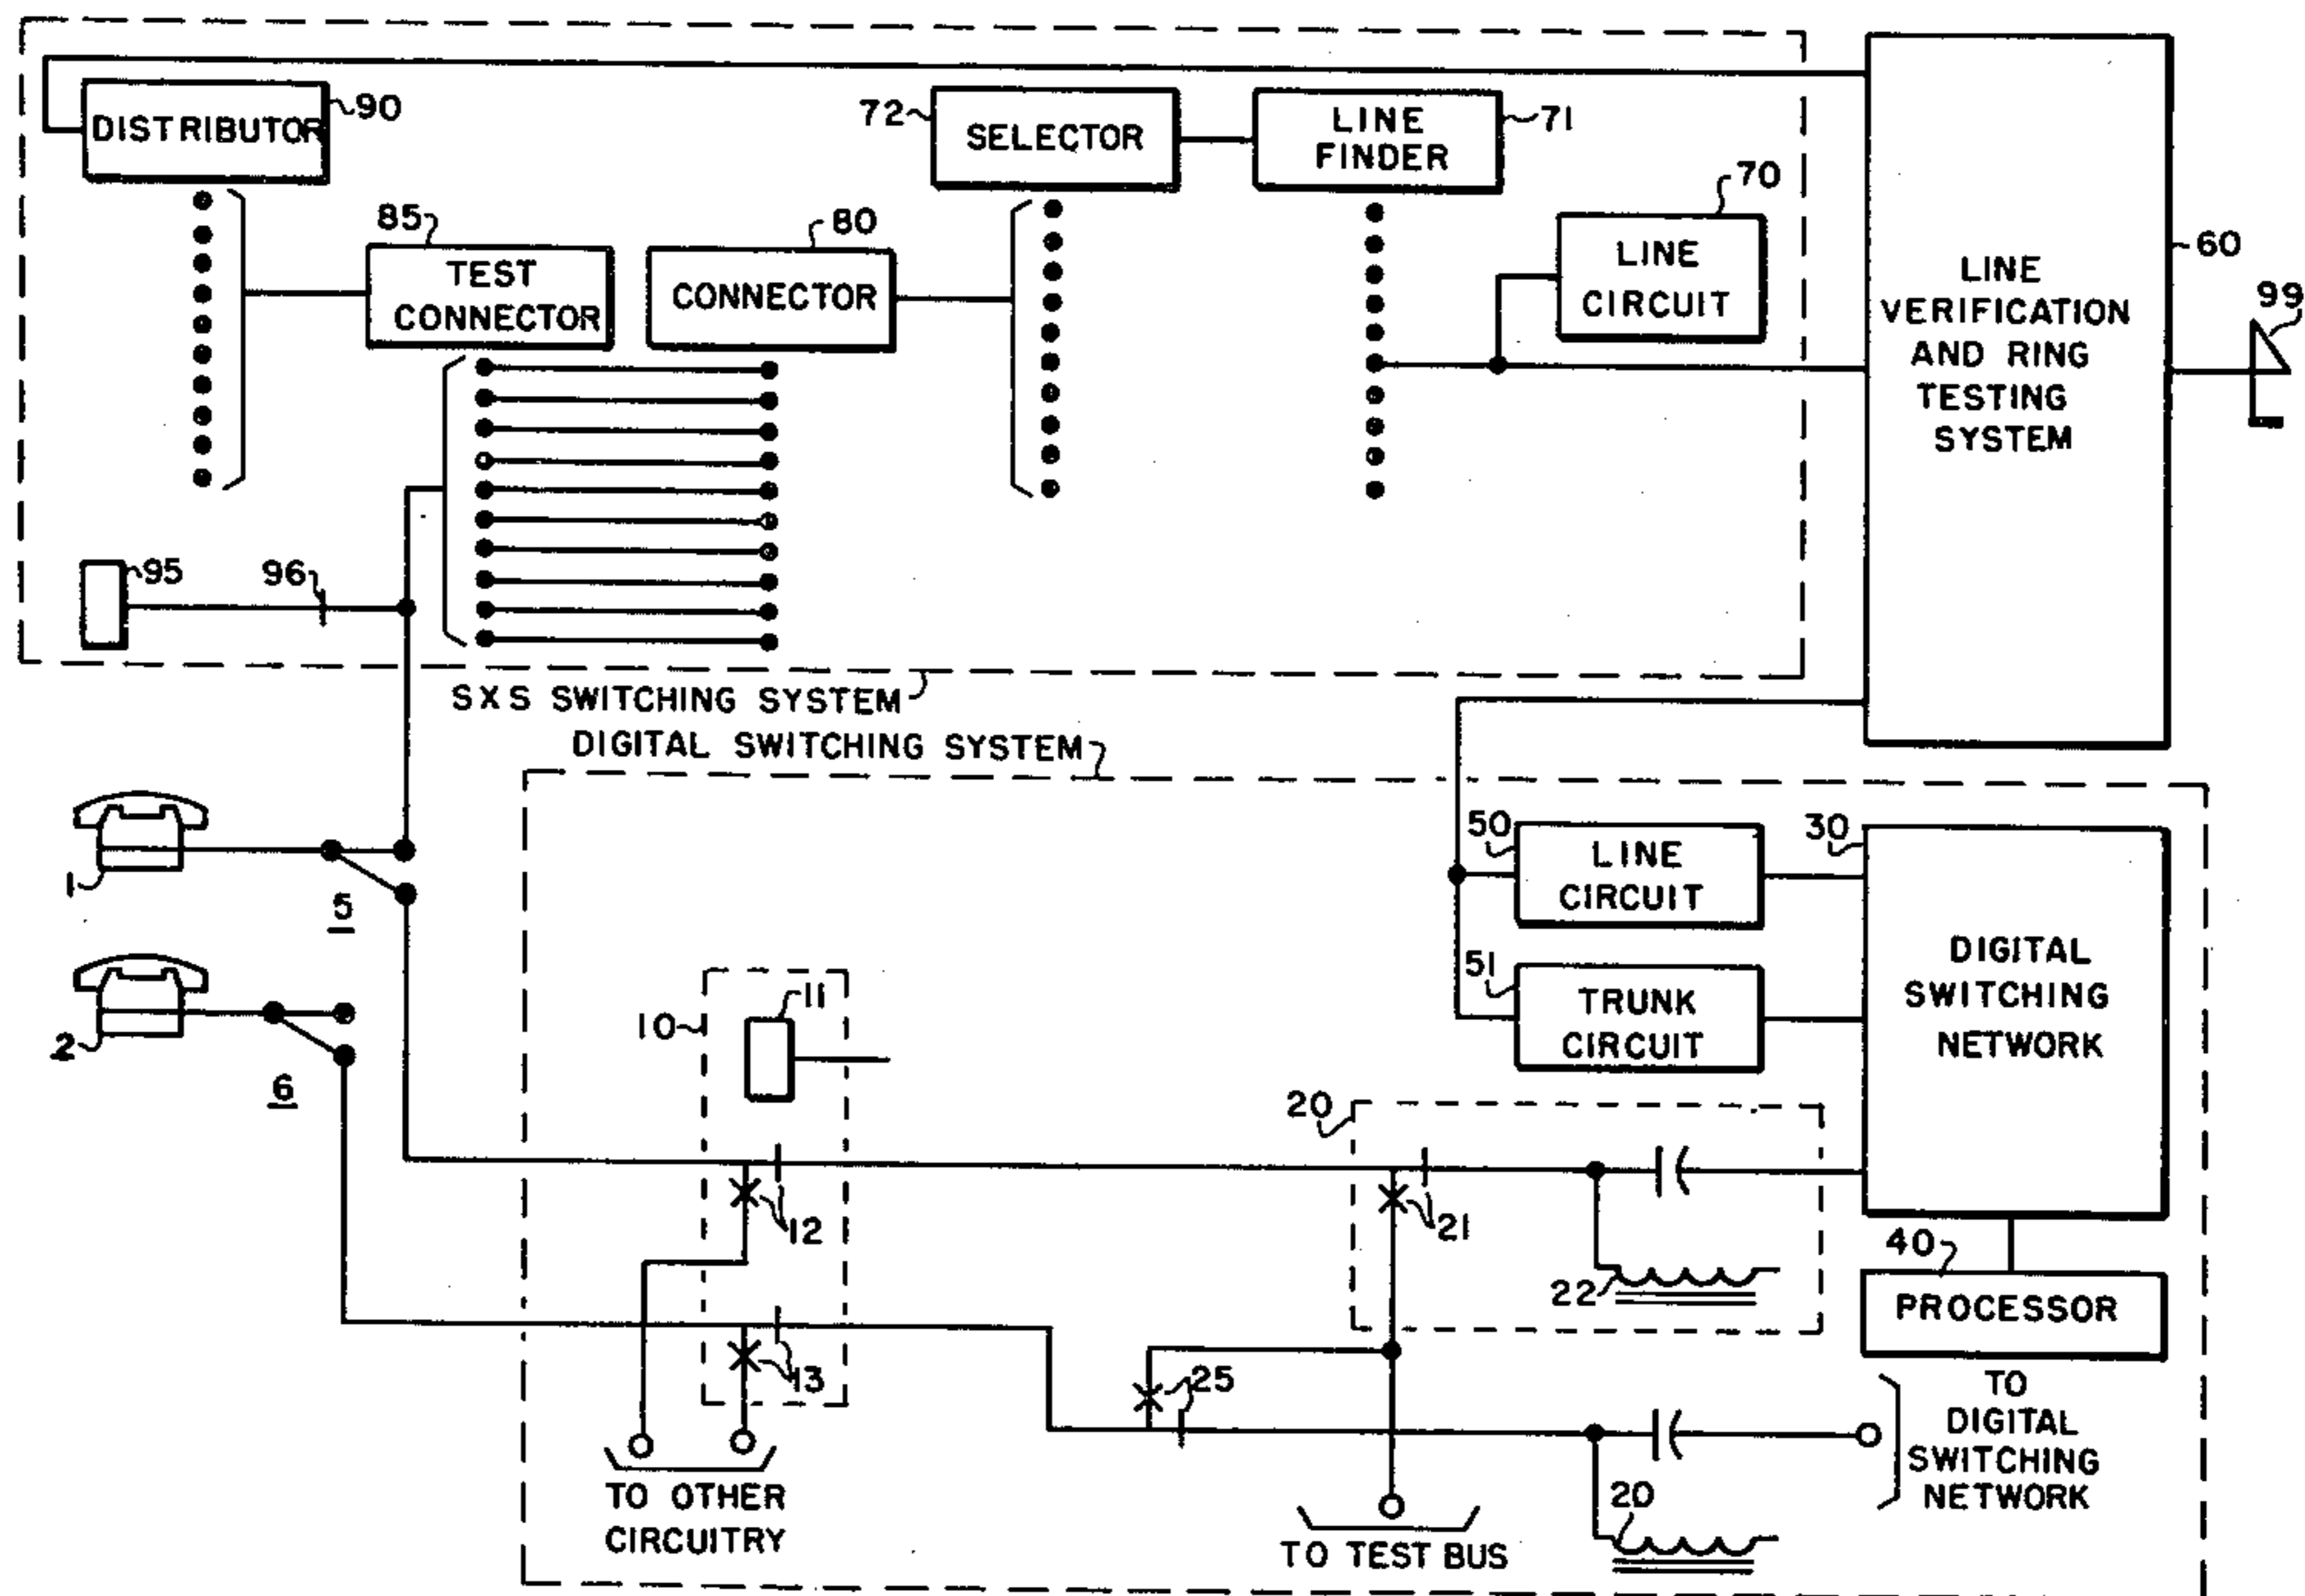 DISTRIBUTOR
90
72
SELECTOR
LINE
FINDER
71
70
LINE
CIRCUIT
85
TEST
CONNECTOR
80
CONNECTOR
LINE
VERIFICATION
AND RING
TESTING
SYSTEM
60
99
95
96
SXS SWITCHING SYSTEM
DIGITAL SWITCHING SYSTEM
1
5
2
6
50
LINE
CIRCUIT
51
TRUNK
CIRCUIT
30
DIGITAL
SWITCHING
NETWORK
10
11
12
13
20
21
22
40
PROCESSOR
25
TO
DIGITAL
SWITCHING
NETWORK
20
TO OTHER
CIRCUITRY
TO TEST BUS